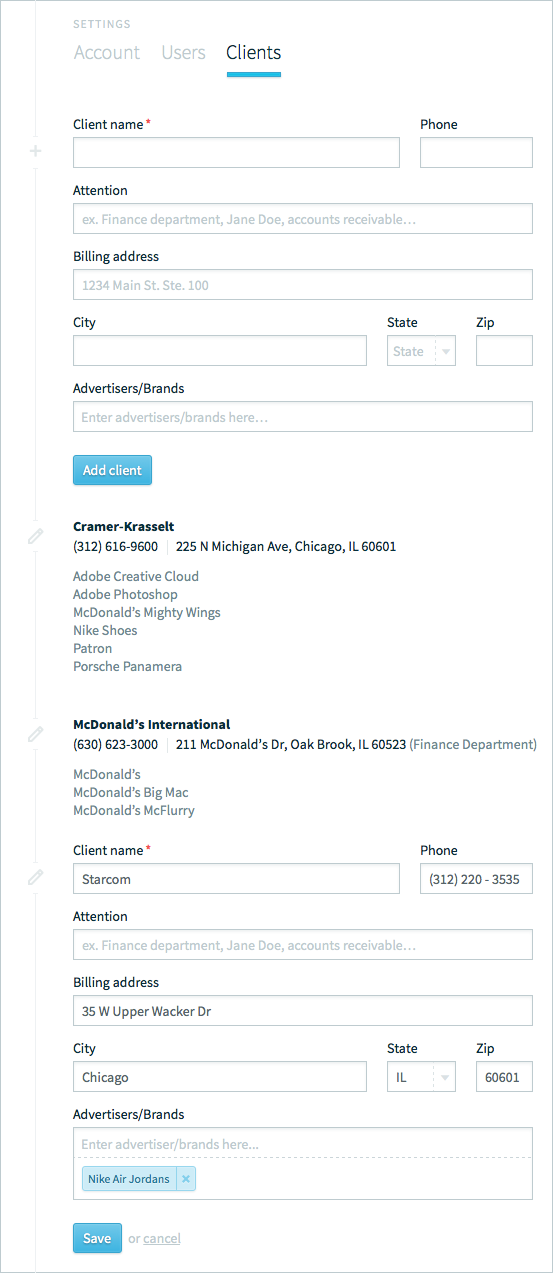 SETTINGS
Account Users Clients
Client name * Phone
Attention
ex. Finance department, Jane Doe, accounts receivable…
Billing address
1234 Main St. Ste. 100
City State Zip
State
Advertisers/Brands
Enter advertisers/brands here…
Add client
Cramer-Krasselt
(312) 616-9600 225 N Michigan Ave, Chicago, IL 60601
Adobe Creative Cloud
Adobe Photoshop
McDonald’s Mighty Wings
Nike Shoes
Patron
Porsche Panamera
McDonald’s International
(630) 623-3000 211 McDonald’s Dr, Oak Brook, IL 60523 (Finance Department)
McDonald’s
McDonald’s Big Mac
McDonald’s McFlurry
Client name * Phone
Starcom (312) 220 - 3535
Attention
ex. Finance department, Jane Doe, accounts receivable…
Billing address
35 W Upper Wacker Dr
City State Zip
Chicago IL 60601
Advertisers/Brands
Enter advertiser/brands here...
Nike Air Jordans ×
Save or cancel